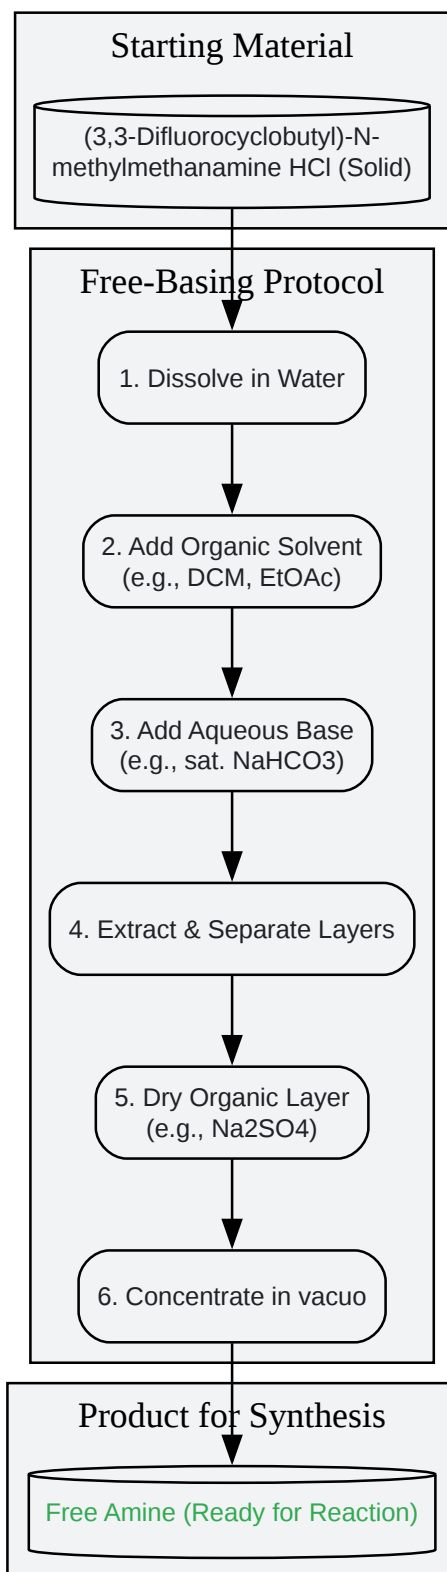 Starting Material
(3,3-Difluorocyclobutyl)-N-
methylmethanamine HCl (Solid)
Free-Basing Protocol
1. Dissolve in Water
2. Add Organic Solvent
(e.g., DCM, EtOAc)
3. Add Aqueous Base
(e.g., sat. NaHCO3)
4. Extract & Separate Layers
5. Dry Organic Layer
(e.g., Na2SO4)
6. Concentrate in vacuo
Product for Synthesis
Free Amine (Ready for Reaction)